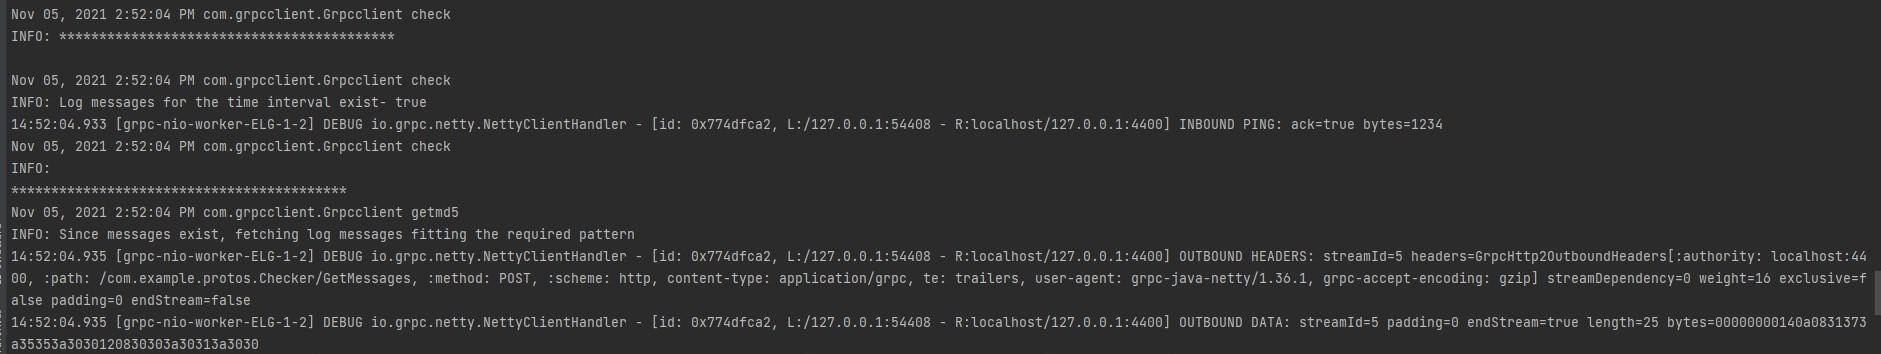 Nov 05, 2021 2:52:04 PM com.grpcclient.Grpcclient check
INFO: ******************************************
Nov 05, 2021 2:52:04 PM com.grpcclient.Grpcclient check
INFO: Log messages for the time interval exist- true
14:52:04.933 [grpc-nio-worker-ELG-1-2] DEBUG io.grpc.netty.NettyClientHandler - [id: 0x774dfca2, L:/127.0.0.1:54408 - R:localhost/127.0.0.1:4400] INBOUND PING: ack=true bytes=1234
Nov 05, 2021 2:52:04 PM com.grpcclient.Grpcclient check
INFO:
******************************************
Nov 05, 2021 2:52:04 PM com.grpcclient.Grpcclient getmd5
INFO: Since messages exist, fetching log messages fitting the required pattern
14:52:04.935 [grpc-nio-worker-ELG-1-2] DEBUG io.grpc.netty.NettyClientHandler - [id: 0x774dfca2, L:/127.0.0.1:54408 - R:localhost/127.0.0.1:4400] OUTBOUND HEADERS: streamId=5 headers=GrpcHttp2OutboundHeaders[:authority: localhost:44
00, :path: /com.example.protos.Checker/GetMessages, :method: POST, :scheme: http, content-type: application/grpc, te: trailers, user-agent: grpc-java-netty/1.36.1, grpc-accept-encoding: gzip] streamDependency=0 weight=16 exclusive=f
alse padding=0 endStream=false
14:52:04.935 [grpc-nio-worker-ELG-1-2] DEBUG io.grpc.netty.NettyClientHandler - [id: 0x774dfca2, L:/127.0.0.1:54408 - R:localhost/127.0.0.1:4400] OUTBOUND DATA: streamId=5 padding=0 endStream=true length=25 bytes=00000000140a0831373
a35353a3030120830303a30313a3030